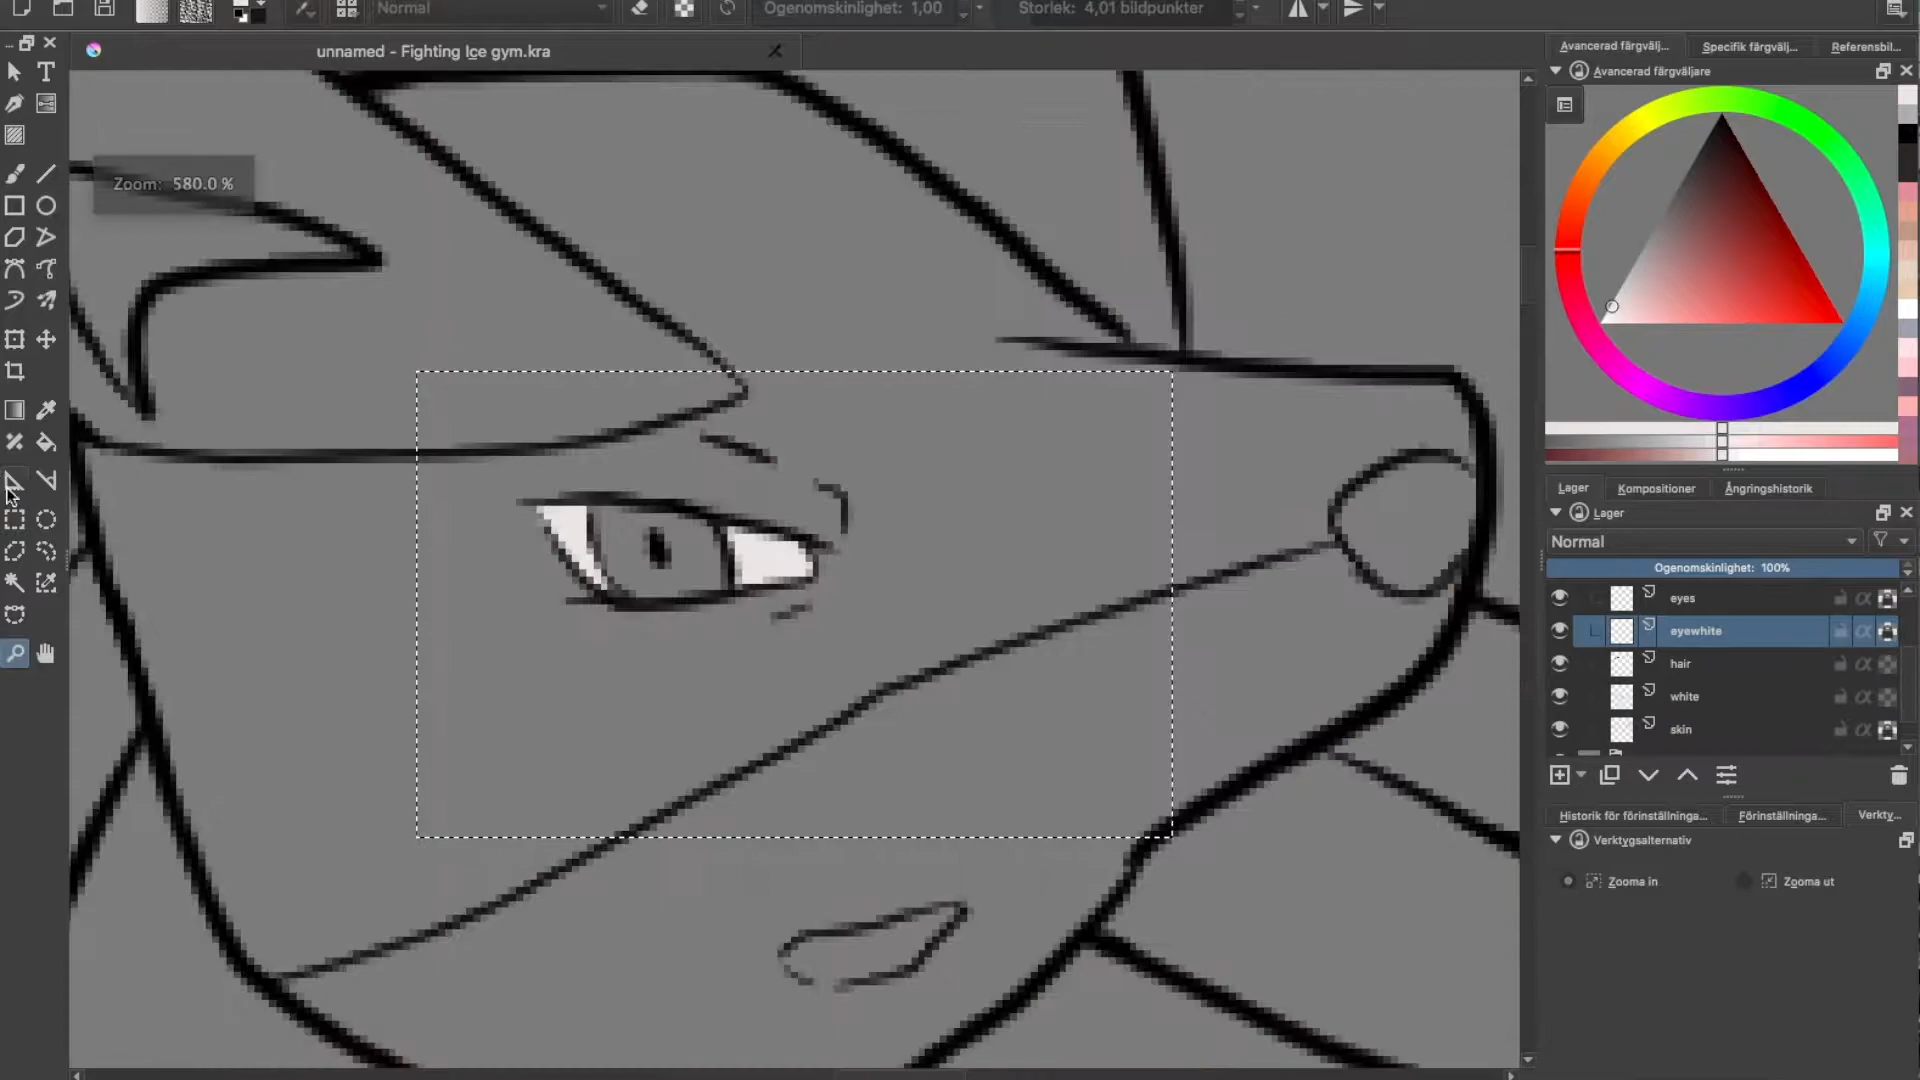 Normal
Ogenomskinlighet: 1,00
Storlek: 4,01 bildpunkter
unnamed - Fighting Ice gym.kra
Avancerad färgvälj...
Specifik färgvälj...
Referensbil...
Avancerad färgväljare
Zoom: 580.0 %
Lager
Kompositioner
Ångringshistorik
Lager
Normal
Ogenomskinlighet: 100%
eyes
eyewhite
hair
white
skin
Historik för förinställninga...
Förinställninga...
Verkty...
Verktygsalternativ
Zooma in
Zooma ut